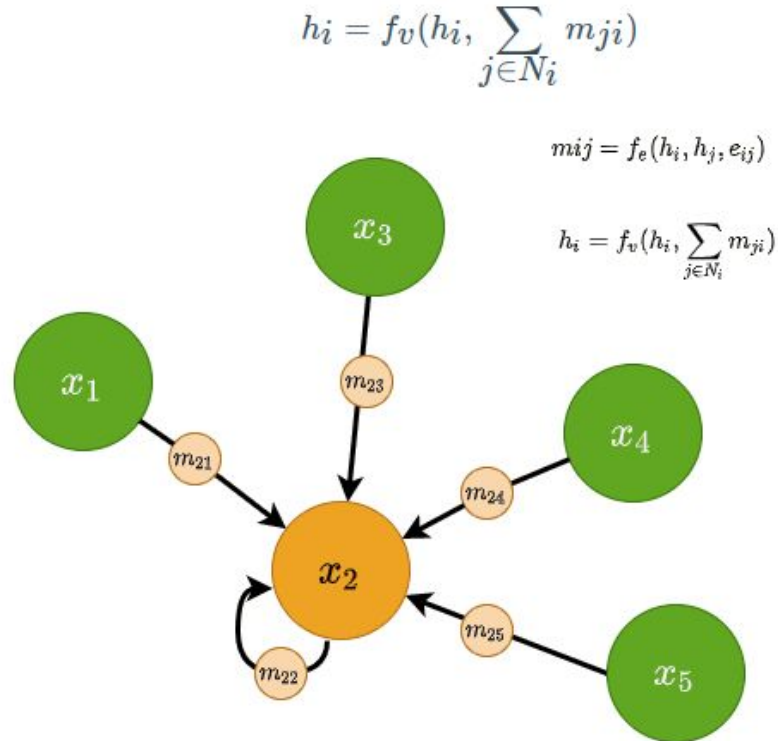 h_i = f_v(h_i, \sum_{j \in N_i} m_{ji})
mij = f_e(h_i, h_j, e_{ij})
h_i = f_v(h_i, \sum_{j \in N_i} m_{ji})
x_3
x_1
m_{23}
x_4
m_{21}
m_{24}
x_2
m_{25}
m_{22}
x_5